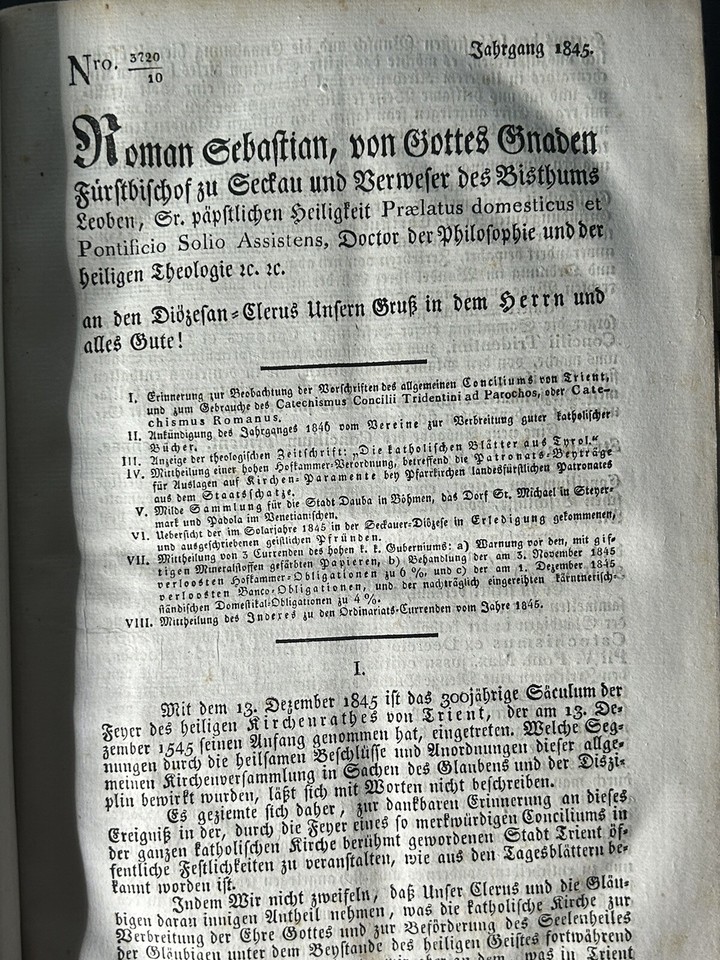 Nro. 3720/10
Jahrgang 1845.
Roman Sebastian, von Gottes Gnaden
Fürstbischof zu Seckau und Verweser des Bisthums
Leoben, Sr. päpstlichen Heiligkeit Prælatus domesticus et
Pontificio Solio Assistens, Doctor der Philosophie und der
heiligen Theologie ꝛc. ꝛc.
an den Diözesan-Clerus Unsern Gruß in dem Herrn und
alles Gute!
I. Erinnerung zur Beobachtung der Vorschriften des allgemeinen Conciliums von Trient,
und zum Gebrauche des Catechismus Concilii Tridentini ad Parochos, oder Cate-
chismus Romanus.
II. Ankündigung des Jahrganges 1846 vom Vereine zur Verbreitung guter katholischer
Bücher.
III. Anzeige der theologischen Zeitschrift: „Die katholischen Blätter aus Tyrol.“
IV. Mittheilung einer hohen Hofkammer-Verordnung, betreffend die Patronats-Beyträge
für Auslagen auf Kirchen-Paramente bey Pfarrkirchen landesfürstlichen Patronates
aus dem Staatsschatze.
V. Milde Sammlung für die Stadt Dauba in Böhmen, das Dorf St. Michael in Steyer-
mark und Padola im Venetianischen.
VI. Uebersicht der im Solarjahre 1845 in der Seckauer-Diözese in Erledigung gekommenen,
und ausgeschriebenen geistlichen Pfründen.
VII. Mittheilung von 3 Currenden des hohen k. k. Guberniums: a) Warnung vor den, mit gif-
tigen Mineralstoffen gefärbten Papieren, b) Behandlung der am 3. November 1845
verloosten Hofkammer-Obligationen zu 6 %, und c) der am 1. Dezember 1845
verloosten Banco-Obligationen, und der nachträglich eingereihten kärntnerisch-
ständischen Domestikal-Obligationen zu 4 %.
VIII. Mittheilung des Indexes zu den Ordinariats-Currenden vom Jahre 1845.
I.
Mit dem 13. Dezember 1845 ist das 300jährige Säculum der
Feyer des heiligen Kirchenrathes von Trient, der am 13. De-
zember 1545 seinen Anfang genommen hat, eingetreten. Welche Seg-
nungen durch die heilsamen Beschlüsse und Anordnungen dieser allge-
meinen Kirchenversammlung in Sachen des Glaubens und der Diszi-
plin bewirkt wurden, läßt sich mit Worten nicht beschreiben.
Es geziemte sich daher, zur dankbaren Erinnerung an dieses
Ereigniß in der, durch die Feyer eines so merkwürdigen Conciliums in
der ganzen katholischen Kirche berühmt gewordenen Stadt Trient öf-
fentliche Festlichkeiten zu veranstalten, wie aus den Tagesblättern be-
kannt worden ist.
Indem Wir nicht zweifeln, daß Unser Clerus und die Gläu-
bigen daran innigen Antheil nehmen, was die katholische Kirche zur
Verbreitung der Ehre Gottes und zur Beförderung des Seelenheiles
der Gläubigen unter dem Beystande des heiligen Geistes fortwährend
was in Trient